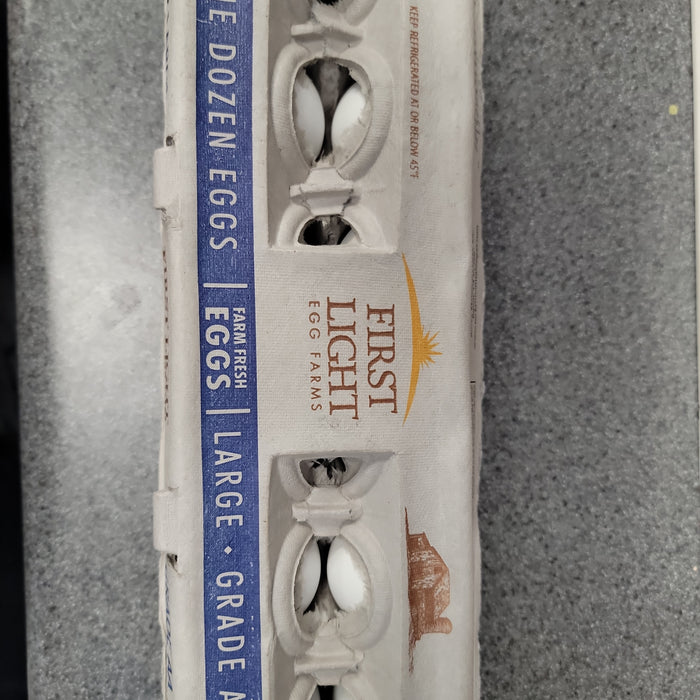 KEEP REFRIGERATED AT OR BELOW 45°F
FIRST
LIGHT
EGG FARMS
DOZEN EGGS
FARM FRESH
EGGS
LARGE • GRADE A